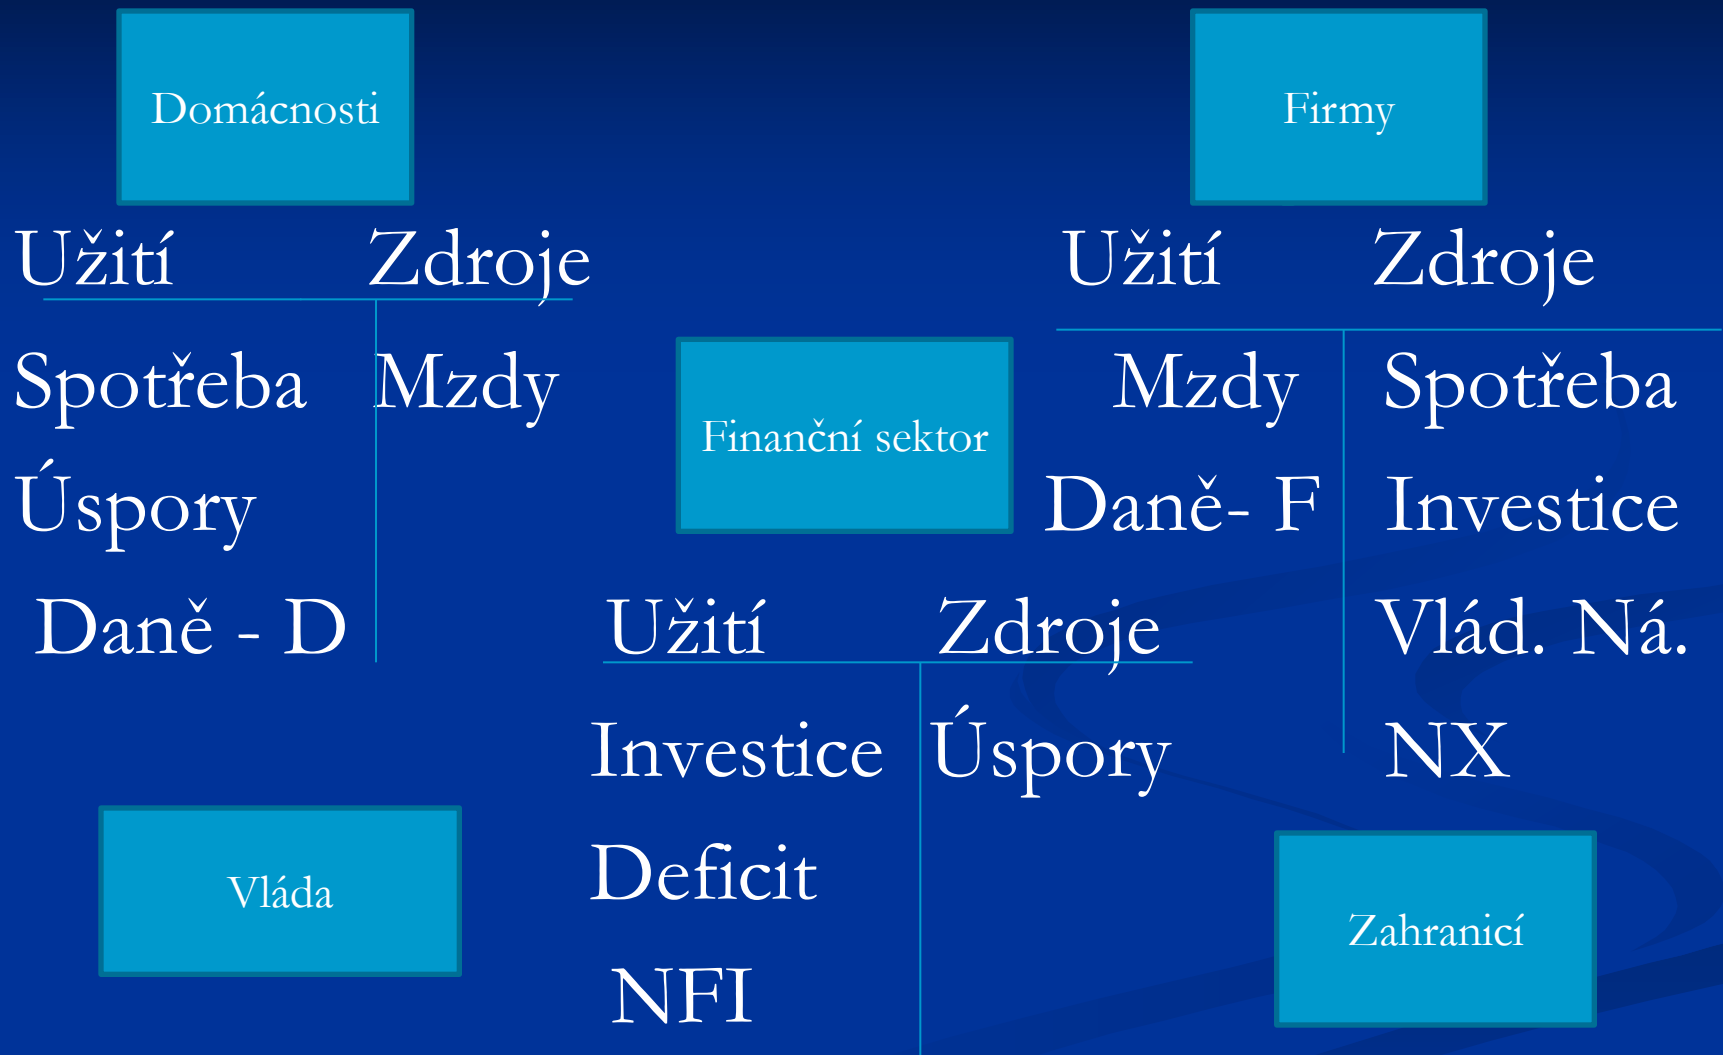 Domácnosti
Užití Zdroje
Spotřeba Mzdy
Úspory
Daně - D
Firmy
Užití Zdroje
Mzdy Spotřeba
Daně- F Investice
Vlád. Ná.
NX
Finanční sektor
Užití Zdroje
Investice Úspory
Deficit
NFI
Vláda
Zahranicí